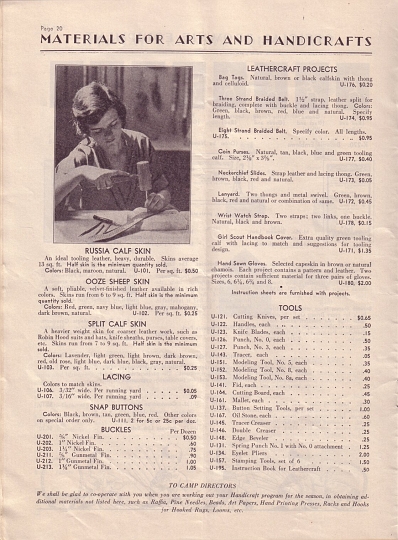 Page 20
MATERIALS FOR ARTS AND HANDICRAFTS
RUSSIA CALF SKIN
An ideal tooling leather, heavy, durable. Skins average
13 sq. ft. Half skin is the minimum quantity sold.
Colors: Black, maroon, natural. U-101. Per sq. ft. $0.50
OOZE SHEEP SKIN
A soft, pliable, velvet-finished leather available in rich
colors. Skins run from 6 to 9 sq. ft. Half skin is the minimum
quantity sold.
Colors: Red, green, navy blue, light blue, gray, mahogany
dark brown, natural. U-102. Per sq. ft. $0.25
SPLIT CALF SKIN
A heavier weight skin for coarser leather work, such as
Robin Hood suits and hats, knife sheaths, purses, table covers,
etc. Skins run from 7 to 9 sq. ft. Half skin is the minimum
sold.
Colors: Lavender, light green, light brown, dark brown,
red, old rose, light blue, dark blue, black, gray, natural.
U-103. Per sq. ft. $0.25
LACING
Colors to match skins.
U-106. 3/32" wide. Per running yard $0.05
U-107. 3/16" wide. Per running yard .09
SNAP BUTTONS
Colors: Black, brown, tan, green, blue, red. Other colors
on special order only. U-111. 2 for 5c or 25c per doz.
BUCKLES
Per Dozen
U-201. ¾" Nickel Fin. $0.50
U-202. 1" Nickel Fin. .50
U-203. 1½" Nickel Fin. .75
U-211. ¾" Gunmetal Fin. .90
U-212. 1" Gunmetal Fin. 1.00
U-213. 1½" Gunmetal Fin. 1.05
LEATHERCRAFT PROJECTS
Bag Tags. Natural, brown or black calfskin with thong
and celluloid. U-176. $0.20
Three Strand Braided Belt. 1½" strap, leather split for
braiding, complete with buckle and lacing thong. Colors:
Green, black, brown, red, blue and natural. Specify
length. U-174. $0.95
Eight Strand Braided Belt. Specify color. All lengths.
U-175. $0.95
Coin Purses. Natural, tan, black, blue and green tooling
calf. U-177. $0.40
Neckerchief Slides. Strap leather and lacing thong. Green,
brown, black, red and natural. U-173. $0.05
Lanyard. Two thongs and metal swivel. Green, brown,
black, red and natural or combination of same. U-172. $0.45
Wrist Watch Strap. Two straps; two links, one buckle.
Natural, black and brown. U-178. $0.15
Girl Scout Handbook Cover. Extra quality green tooling
calf with lacing to match and suggestions for tooling
design. U-171. $1.25
Hand Sewn Gloves. Selected capeskin in brown or natural
chamois. Each project contains a pattern and leather. Two
projects contain sufficient material for three pairs of gloves.
U-180. $2.00
Instruction sheets are furnished with projects.
TOOLS
U-121. Cutting Knives, per set $0.65
U-122. Handles, each .50
U-123. Knife Blades, each .20
U-126. Punch, No. 0, each .50
U-127. Punch, No. 3, each .50
U-143. Tracer, each .05
U-151. Modeling Tool, No. 5, each .35
U-152. Modeling Tool, No. 8, each .40
U-153. Modeling Tool, No. 8a, each .40
U-141. Fid, each .25
U-164. Cutting Board, each .45
U-161. Mallet, each .30
U-137. Button Setting Tools, per set 1.00
U-167. Oil Stone, each .60
U-145. Tracer Creaser .25
U-146. Double Creaser .25
U-148. Edge Beveler .25
U-131. Spring Punch No. 1 with No. 0 attachment 1.25
U-134. Eyelet Pliers 2.00
U-157. Stamping Tools, set of 6 1.50
U-195. Instruction Book for Leathercraft .50
TO CAMP DIRECTORS
We shall be glad to co-operate with you when you are working out your Handicraft program for the season, in obtaining ad-
ditional materials not listed here, such as Raffia, Pine Needles, Beads, Art Papers, Hand Printing Presses, Racks and Hooks
for Hooked Rugs, Looms, etc.